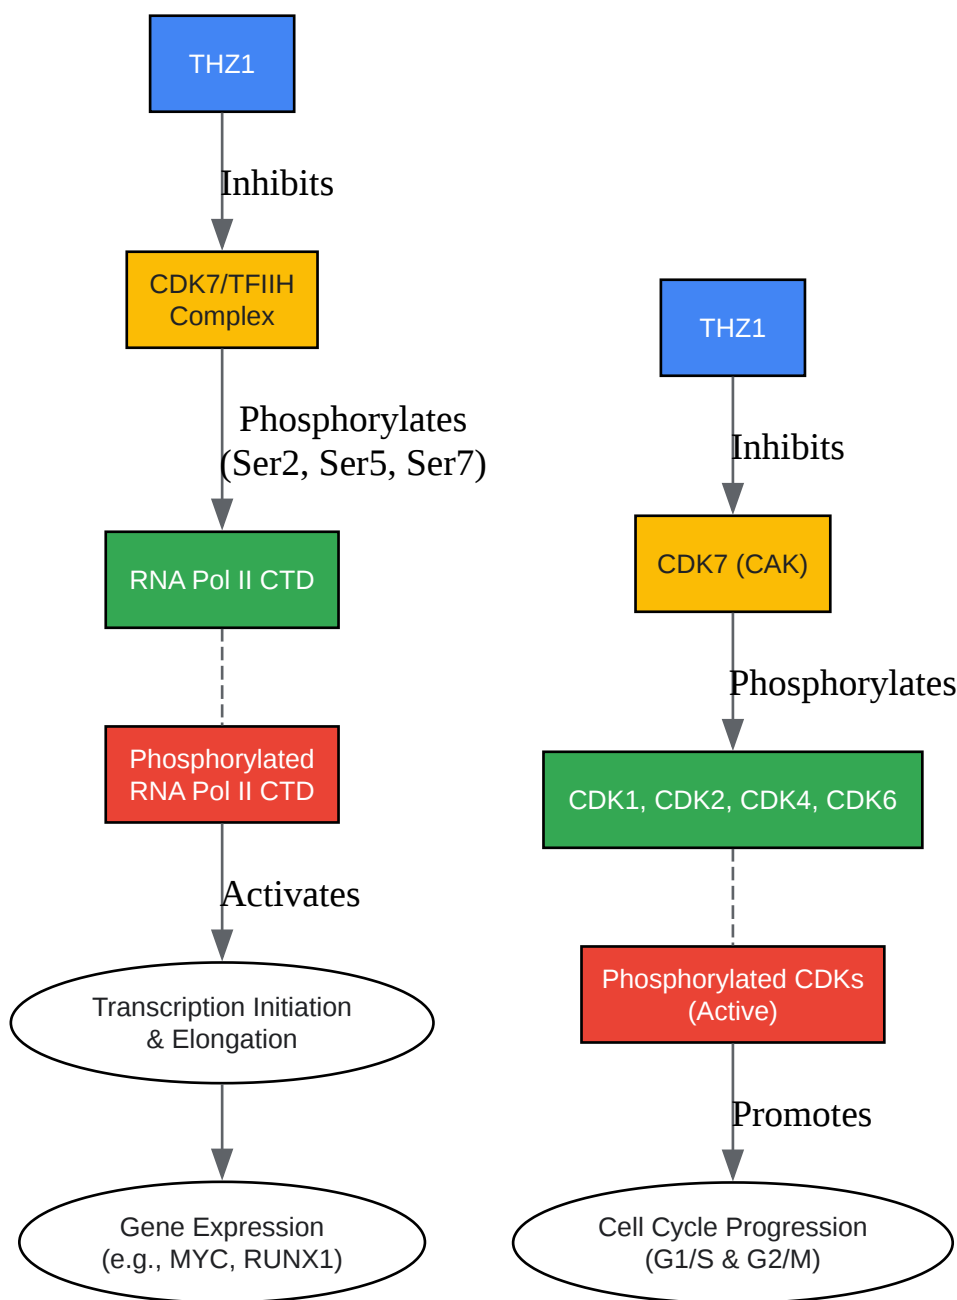 THZ1
Inhibits
CDK7/TFIIH
Complex
Phosphorylates
(Ser2, Ser5, Ser7)
RNA Pol II CTD
Phosphorylated
RNA Pol II CTD
Activates
Transcription Initiation
& Elongation
Gene Expression
(e.g., MYC, RUNX1)
THZ1
Inhibits
CDK7 (CAK)
Phosphorylates
CDK1, CDK2, CDK4, CDK6
Phosphorylated CDKs
(Active)
Promotes
Cell Cycle Progression
(G1/S & G2/M)